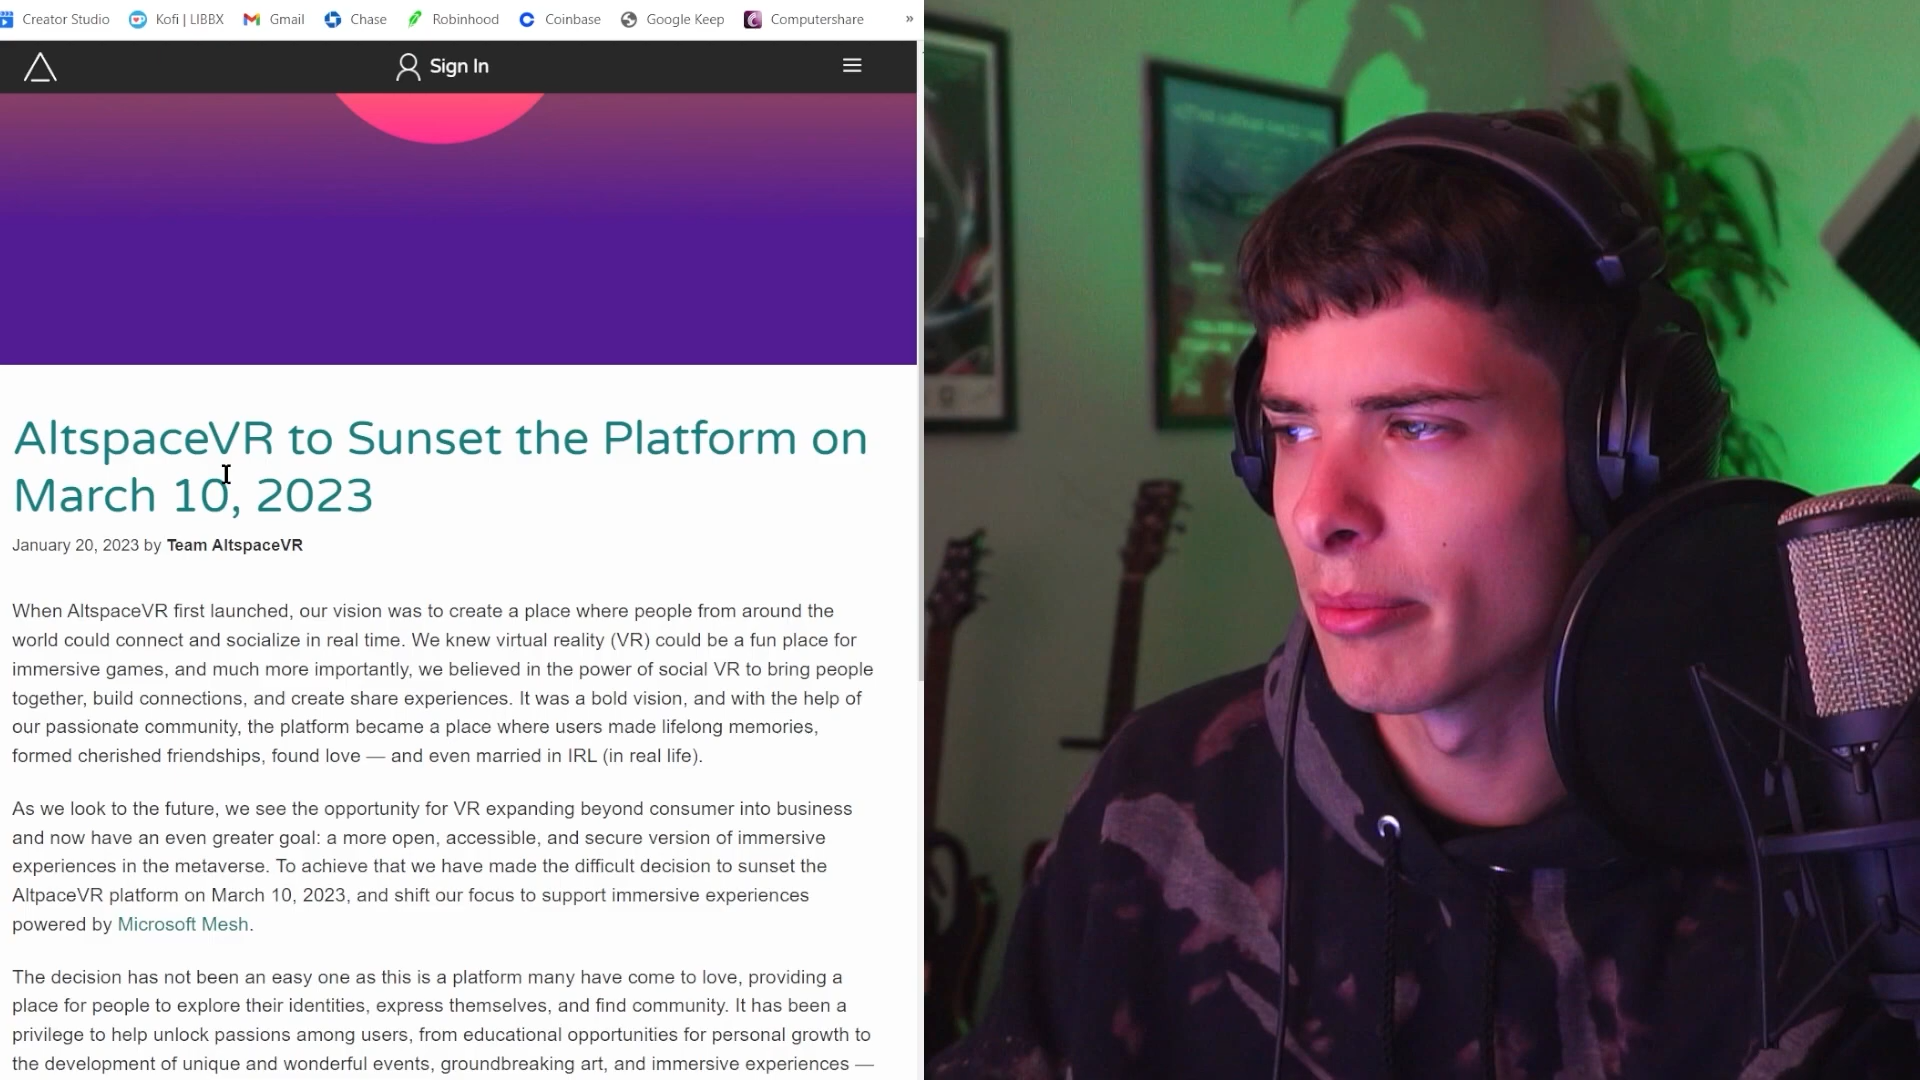 Creator Studio Kofi | LIBBX Gmail Chase Robinhood Coinbase Google Keep Computershare »
Sign In
AltspaceVR to Sunset the Platform on
March 10, 2023
January 20, 2023 by Team AltspaceVR
When AltspaceVR first launched, our vision was to create a place where people from around the
world could connect and socialize in real time. We knew virtual reality (VR) could be a fun place for
immersive games, and much more importantly, we believed in the power of social VR to bring people
together, build connections, and create share experiences. It was a bold vision, and with the help of
our passionate community, the platform became a place where users made lifelong memories,
formed cherished friendships, found love — and even married in IRL (in real life).
As we look to the future, we see the opportunity for VR expanding beyond consumer into business
and now have an even greater goal: a more open, accessible, and secure version of immersive
experiences in the metaverse. To achieve that we have made the difficult decision to sunset the
AltpaceVR platform on March 10, 2023, and shift our focus to support immersive experiences
powered by Microsoft Mesh.
The decision has not been an easy one as this is a platform many have come to love, providing a
place for people to explore their identities, express themselves, and find community. It has been a
privilege to help unlock passions among users, from educational opportunities for personal growth to
the development of unique and wonderful events, groundbreaking art, and immersive experiences —